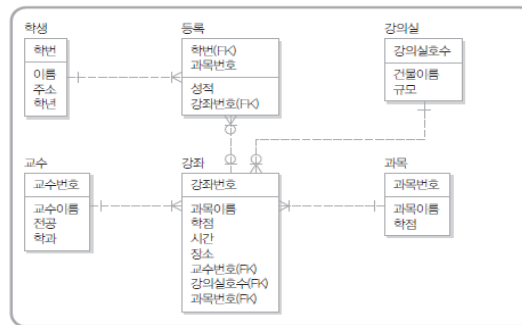 학생
학번
이름
주소
학년
등록
학번(FK)
과목번호
성적
강좌번호(FK)
강의실
강의실호수
건물이름
규모
교수
교수번호
교수이름
전공
학과
강좌
강좌번호
과목이름
학점
시간
장소
교수번호(FK)
강의실호수(FK)
과목번호(FK)
과목
과목번호
과목이름
학점